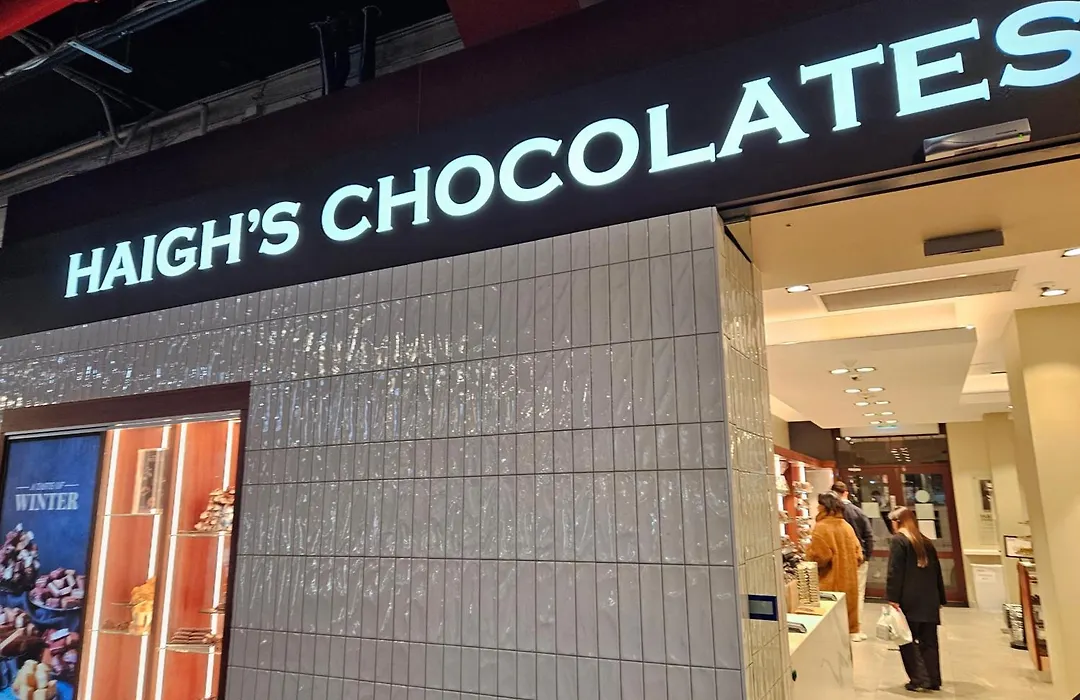 HAIGH'S CHOCOLATES
A TASTE OF
WINTER